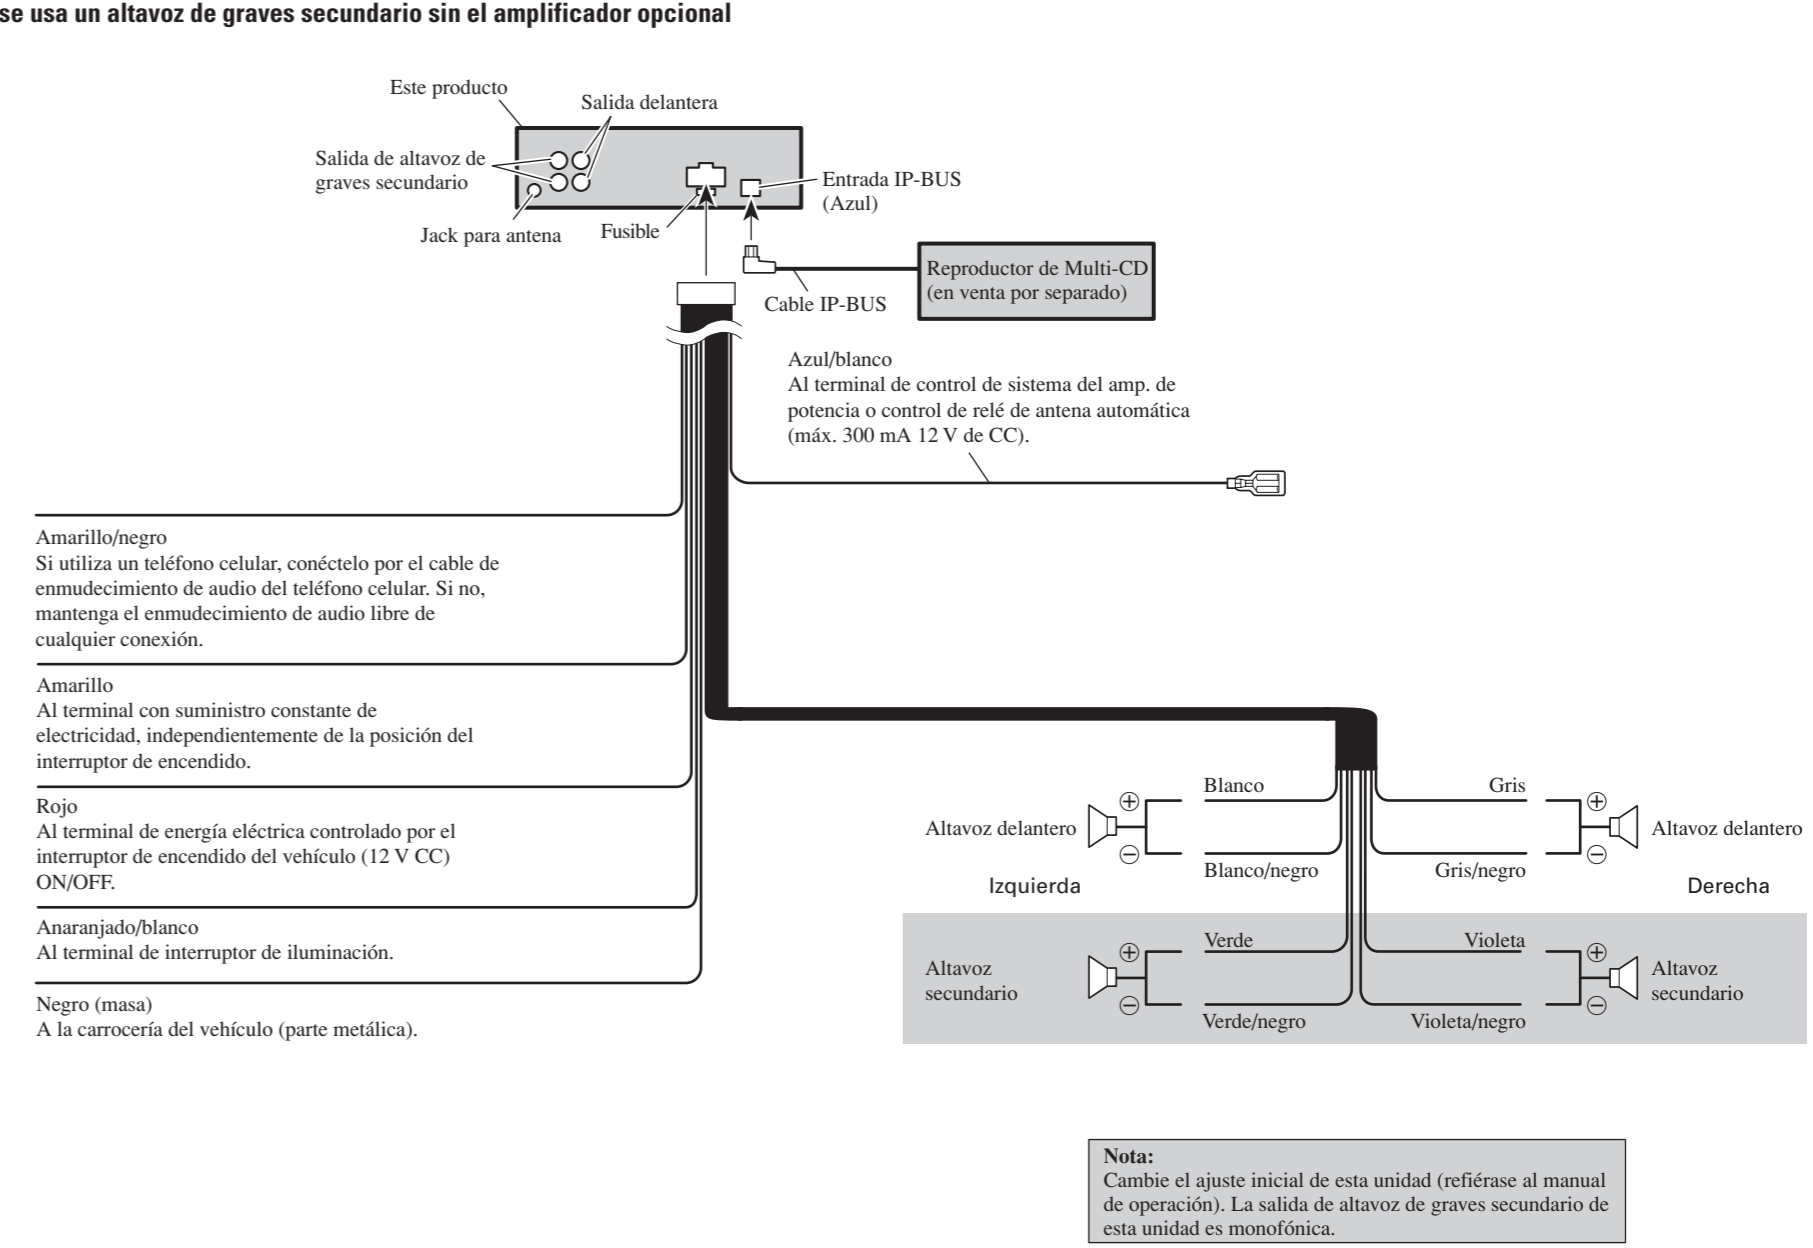 se usa un altavoz de graves secundario sin el amplificador opcional
Este producto
Salida delantera
Salida de altavoz de
graves secundario
Entrada IP-BUS
(Azul)
Jack para antena
Fusible
Reproductor de Multi-CD
(en venta por separado)
Cable IP-BUS
Azul/blanco
Al terminal de control de sistema del amp. de
potencia o control de relé de antena automática
(máx. 300 mA 12 V de CC).
Amarillo/negro
Si utiliza un teléfono celular, conéctelo por el cable de
enmudecimiento de audio del teléfono celular. Si no,
mantenga el enmudecimiento de audio libre de
cualquier conexión.
Amarillo
Al terminal con suministro constante de
electricidad, independientemente de la posición del
interruptor de encendido.
Rojo
Al terminal de energía eléctrica controlado por el
interruptor de encendido del vehículo (12 V CC)
ON/OFF.
Anaranjado/blanco
Al terminal de interruptor de iluminación.
Negro (masa)
A la carrocería del vehículo (parte metálica).
Blanco
Gris
+
+
Altavoz delantero
Altavoz delantero
−
−
Blanco/negro
Gris/negro
Izquierda
Derecha
Verde
Violeta
+
+
Altavoz
secundario
Altavoz
secundario
−
−
Verde/negro
Violeta/negro
Nota:
Cambie el ajuste inicial de esta unidad (refiérase al manual
de operación). La salida de altavoz de graves secundario de
esta unidad es monofónica.